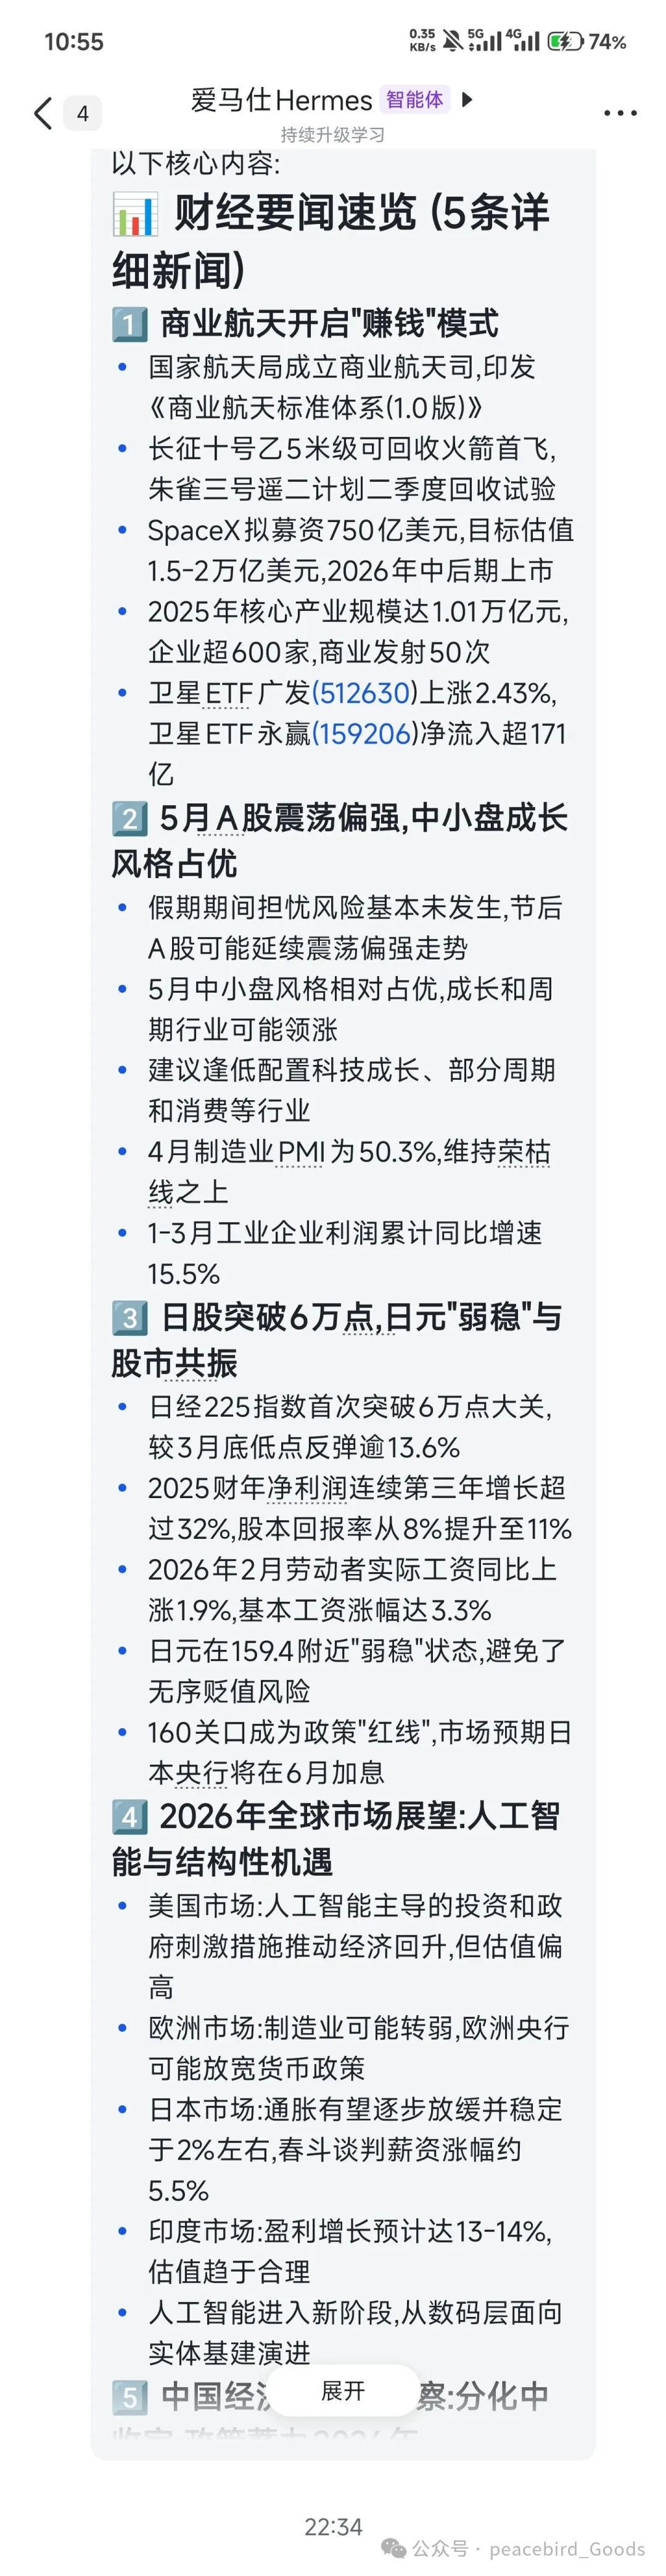 10:55
0.35 KB/s 5G 4G 74%
4 爱马仕Hermes 智能体
持续升级学习
以下核心内容:
财经要闻速览 (5条详
细新闻)
1 商业航天开启"赚钱"模式
国家航天局成立商业航天司,印发
《商业航天标准体系(1.0版)》
长征十号乙5米级可回收火箭首飞,
朱雀三号遥二计划二季度回收试验
SpaceX拟募资750亿美元,目标估值
1.5-2万亿美元,2026年中后期上市
2025年核心产业规模达1.01万亿元,
企业超600家,商业发射50次
卫星ETF广发(512630)上涨2.43%,
卫星ETF永赢(159206)净流入超171
亿
2 5月A股震荡偏强,中小盘成长
风格占优
假期期间担忧风险基本未发生,节后
A股可能延续震荡偏强走势
5月中小盘风格相对占优,成长和周
期行业可能领涨
建议逢低配置科技成长、部分周期
和消费等行业
4月制造业PMI为50.3%,维持荣枯
线之上
1-3月工业企业利润累计同比增速
15.5%
3 日股突破6万点,日元"弱稳"与
股市共振
日经225指数首次突破6万点大关,
较3月底低点反弹逾13.6%
2025财年净利润连续第三年增长超
过32%,股本回报率从8%提升至11%
2026年2月劳动者实际工资同比上
涨1.9%,基本工资涨幅达3.3%
日元在159.4附近"弱稳"状态,避免了
无序贬值风险
160关口成为政策"红线",市场预期日
本央行将在6月加息
4 2026年全球市场展望:人工智
能与结构性机遇
美国市场:人工智能主导的投资和政
府刺激措施推动经济回升,但估值偏
高
欧洲市场:制造业可能转弱,欧洲央行
可能放宽货币政策
日本市场:通胀有望逐步放缓并稳定
于2%左右,春斗谈判薪资涨幅约
5.5%
印度市场:盈利增长预计达13-14%,
估值趋于合理
人工智能进入新阶段,从数码层面向
实体基建演进
5 中国经 展开 察:分化中
22:34
公众号 · peacebird_Goods